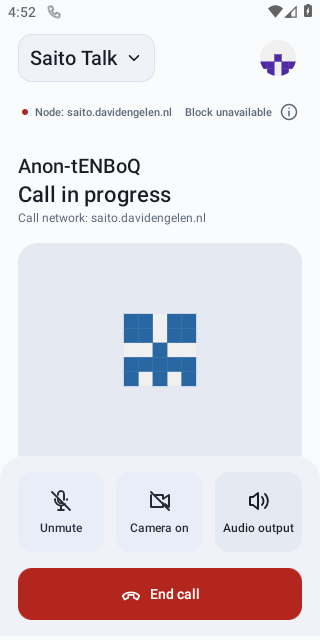 4:52
Saito Talk
Node: saito.davidengelen.nl Block unavailable
Anon-tENBoQ
Call in progress
Call network: saito.davidengelen.nl
Unmute Camera on Audio output
End call